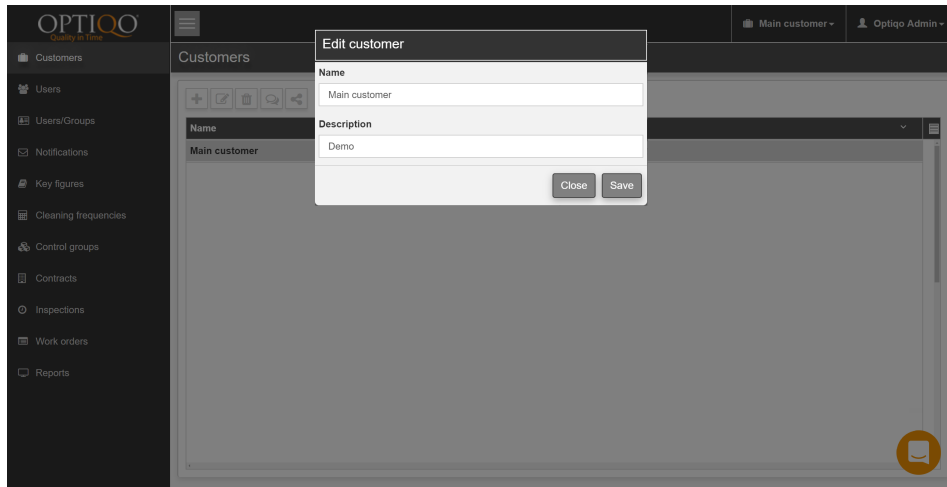 OPTIQO
Quality in Time
Main customer
Optiqo Admin
Customers
Users
Users/Groups
Notifications
Key figures
Cleaning frequencies
Control groups
Contracts
Inspections
Work orders
Reports
Customers
Name
Main customer
Edit customer
Name
Main customer
Description
Demo
Close Save